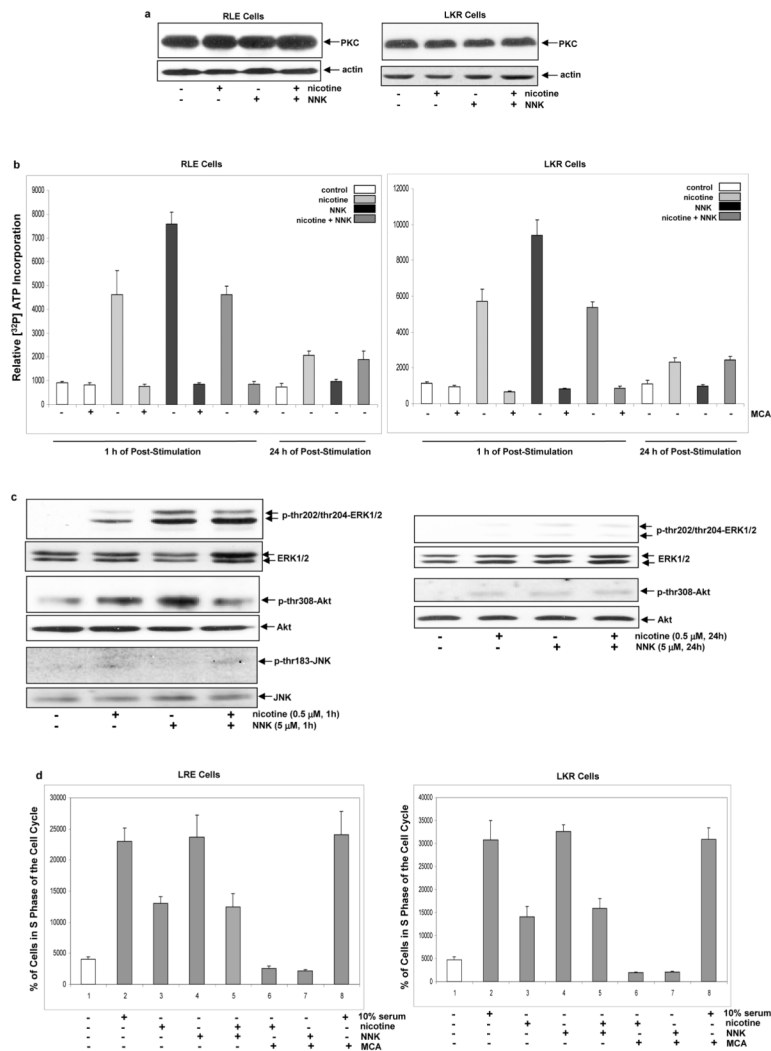 a
RLE Cells
LKR Cells
PKC
PKC
actin
actin
- + - + nicotine
- - + + NNK
- + - + nicotine
- - + + NNK
b
RLE Cells
LKR Cells
Relative [32P] ATP Incorporation
9000
8000
7000
6000
5000
4000
3000
2000
1000
0
control
nicotine
NNK
nicotine + NNK
12000
10000
8000
6000
4000
2000
0
control
nicotine
NNK
nicotine + NNK
- + - + - + - + - - - -
- + - + - + - + - - - - MCA
1 h of Post-Stimulation
24 h of Post-Stimulation
1 h of Post-Stimulation
24 h of Post-Stimulation
c
p-thr202/thr204-ERK1/2
ERK1/2
p-thr308-Akt
Akt
p-thr183-JNK
JNK
- + - + nicotine (0.5 μM, 1h)
- - + + NNK (5 μM, 1h)
p-thr202/thr204-ERK1/2
ERK1/2
p-thr308-Akt
Akt
- + - + nicotine (0.5 μM, 24h)
- - + + NNK (5 μM, 24h)
d
LRE Cells
LKR Cells
% of Cells in S Phase of the Cell Cycle
30000
25000
20000
15000
10000
5000
0
1 2 3 4 5 6 7 8
- + - - - - - + 10% serum
- - + - + + - - nicotine
- - - + + - + - NNK
- - - - - + + + MCA
% of Cells in S Phase of the Cell Cycle
40000
35000
30000
25000
20000
15000
10000
5000
0
1 2 3 4 5 6 7 8
- + - - - - - + 10% serum
- - + - + + - - nicotine
- - - + + - + - NNK
- - - - - + + + MCA